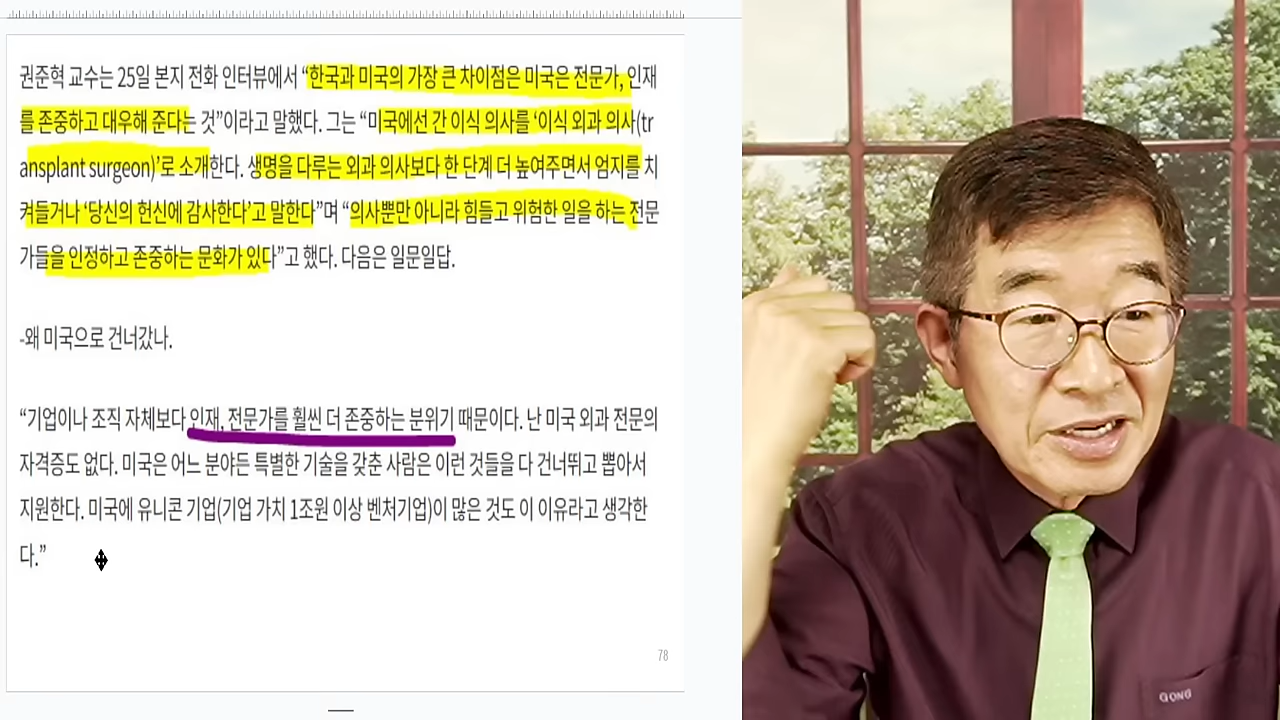 권준혁 교수는 25일 본지 전화 인터뷰에서 “한국과 미국의 가장 큰 차이점은 미국은 전문가, 인재
를 존중하고 대우해 준다는 것”이라고 말했다. 그는 “미국에선 간 이식 의사를 ‘이식 외과 의사(tr
ansplant surgeon)’로 소개한다. 생명을 다루는 외과 의사보다 한 단계 더 높여주면서 엄지를 치
켜들거나 ‘당신의 헌신에 감사한다’고 말한다”며 “의사뿐만 아니라 힘들고 위험한 일을 하는 전문
가들을 인정하고 존중하는 문화가 있다”고 했다. 다음은 일문일답.
-왜 미국으로 건너갔나.
“기업이나 조직 자체보다 인재, 전문가를 훨씬 더 존중하는 분위기 때문이다. 난 미국 외과 전문의
자격증도 없다. 미국은 어느 분야든 특별한 기술을 갖춘 사람은 이런 것들을 다 건너뛰고 뽑아서
지원한다. 미국에 유니콘 기업(기업 가치 1조원 이상 벤처기업)이 많은 것도 이 이유라고 생각한
다.”
78
GONG